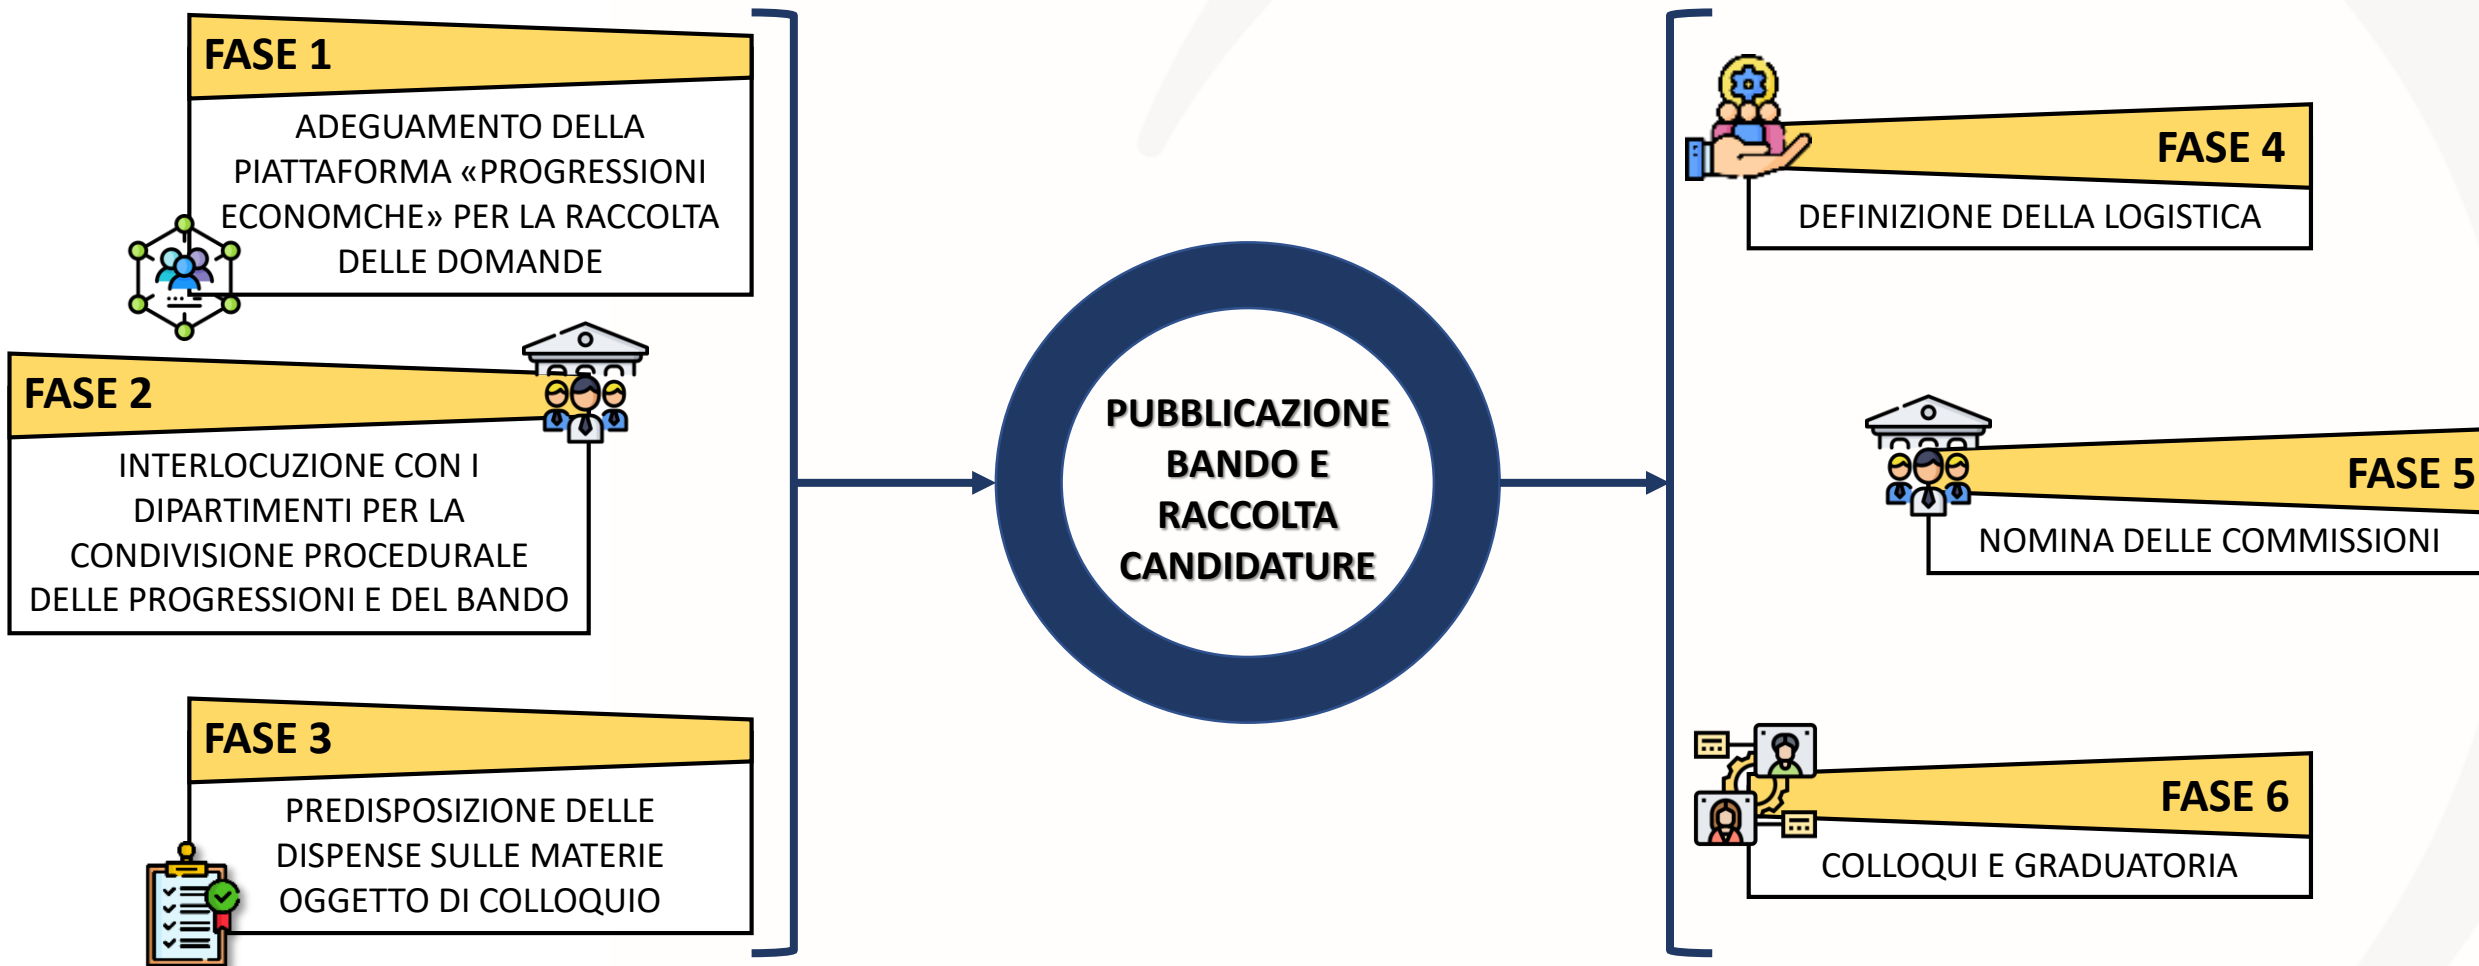 FASE 1
ADEGUAMENTO DELLA
PIATTAFORMA «PROGRESSIONI
ECONOMCHE» PER LA RACCOLTA
DELLE DOMANDE
FASE 2
INTERLOCUZIONE CON I
DIPARTIMENTI PER LA
CONDIVISIONE PROCEDURALE
DELLE PROGRESSIONI E DEL BANDO
FASE 3
PREDISPOSIZIONE DELLE
DISPENSE SULLE MATERIE
OGGETTO DI COLLOQUIO
PUBBLICAZIONE
BANDO E
RACCOLTA
CANDIDATURE
FASE 4
DEFINIZIONE DELLA LOGISTICA
FASE 5
NOMINA DELLE COMMISSIONI
FASE 6
COLLOQUI E GRADUATORIA